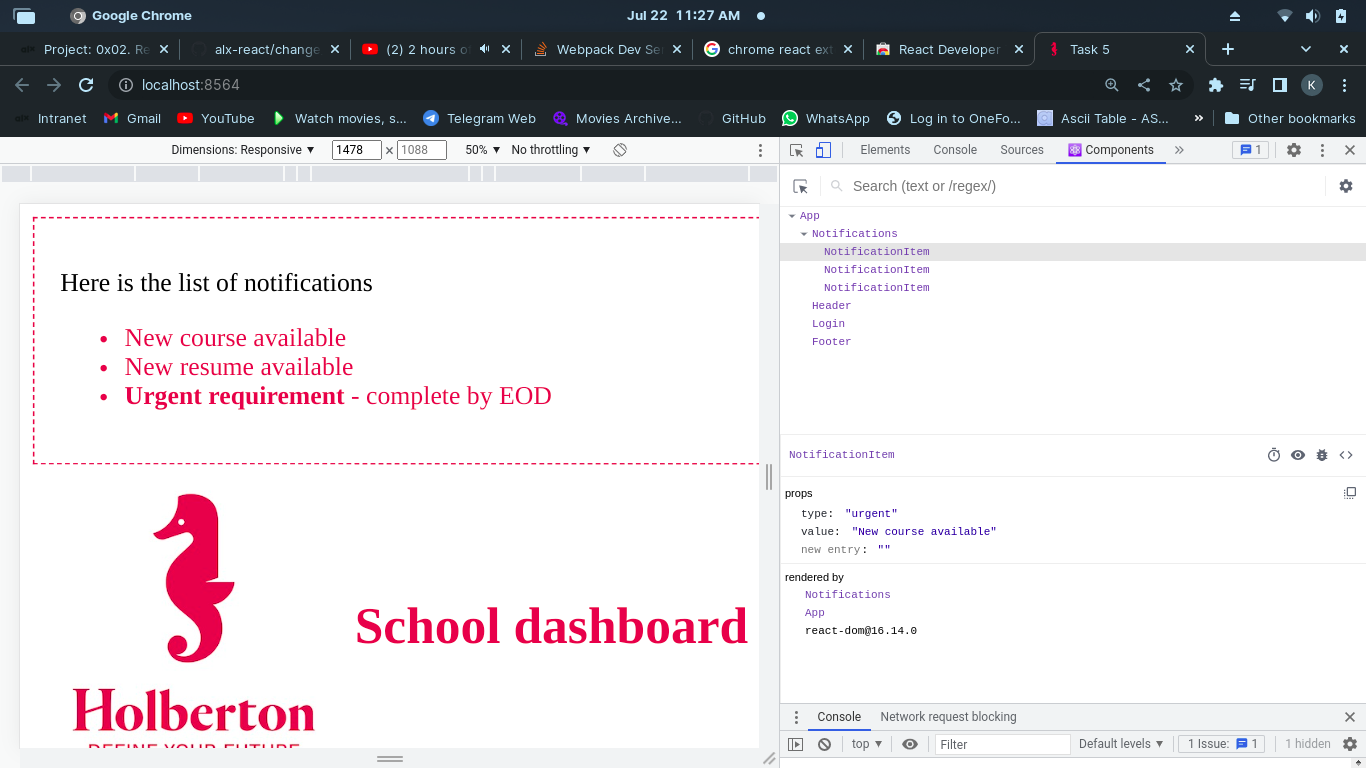 Google Chrome
Jul 22 11:27 AM
Project: 0x02. Re
alx-react/change
(2) 2 hours of
Webpack Dev Se
chrome react ext
React Developer
Task 5
localhost:8564
K
Intranet
Gmail
YouTube
Watch movies, s...
Telegram Web
Movies Archive...
GitHub
WhatsApp
Log in to OneFo...
Ascii Table - AS...
»
Other bookmarks
Dimensions: Responsive
1478 × 1088
50%
No throttling
Elements
Console
Sources
Components
1
Search (text or /regex/)
App
Notifications
NotificationItem
NotificationItem
NotificationItem
Header
Login
Footer
Here is the list of notifications
• New course available
• New resume available
• Urgent requirement - complete by EOD
School dashboard
Holberton
DEFINE YOUR FUTURE
NotificationItem
props
type: "urgent"
value: "New course available"
new entry: ""
rendered by
Notifications
App
react-dom@16.14.0
Console
Network request blocking
top
Filter
Default levels
1 Issue: 1
1 hidden